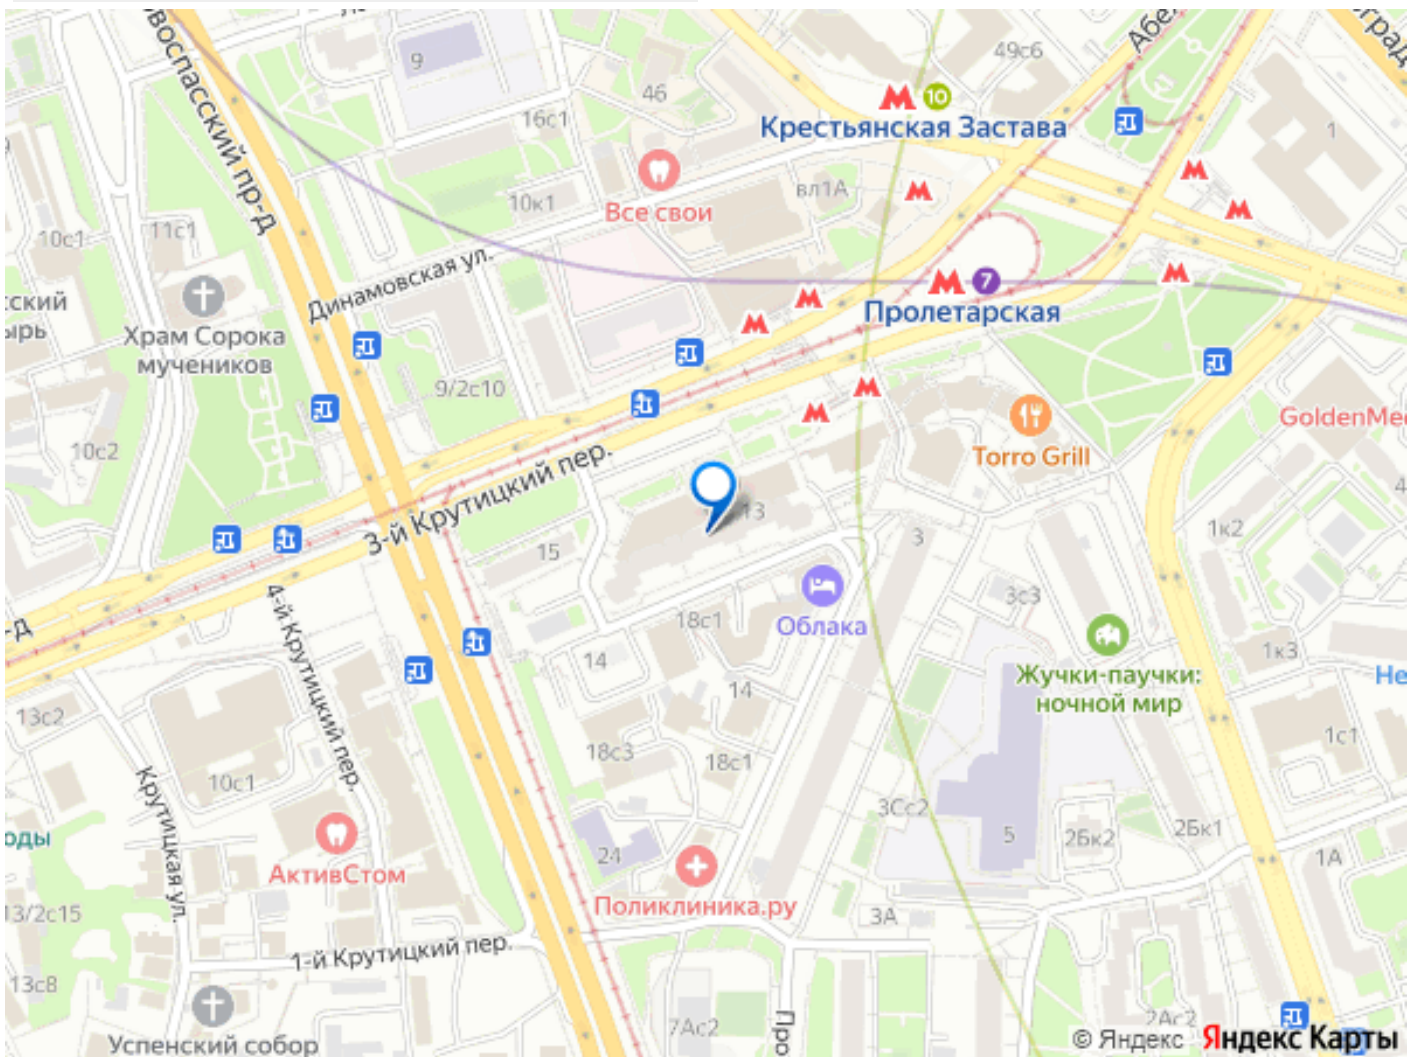 9
49с6
46
10
16с1
Крестьянская Застава
1
вл1А
10к1
Все свои
Новоспасский пр-д
10с1
11с1
Динамовская ул.
7
Пролетарская
Храм Сорока
мучеников
9/2с10
GoldenMe
10с2
Torro Grill
3-й Крутицкий пер.
13
15
3
1к2
3с3
4-й Крутицкий пер.
18с1
Облака
14
1к3
Жучки-паучки:
ночной мир
Не
14
13с2
18с3
18с1
1с1
10с1
Крутицкая ул.
3Сс2
5
2Бк2
2Бк1
24
1А
АктивСтом
Поликлиника.ру
13/2с15
3А
1-й Крутицкий пер.
13с8
Успенский собор
7Ас2
2Ас2
© Яндекс Яндекс Карты